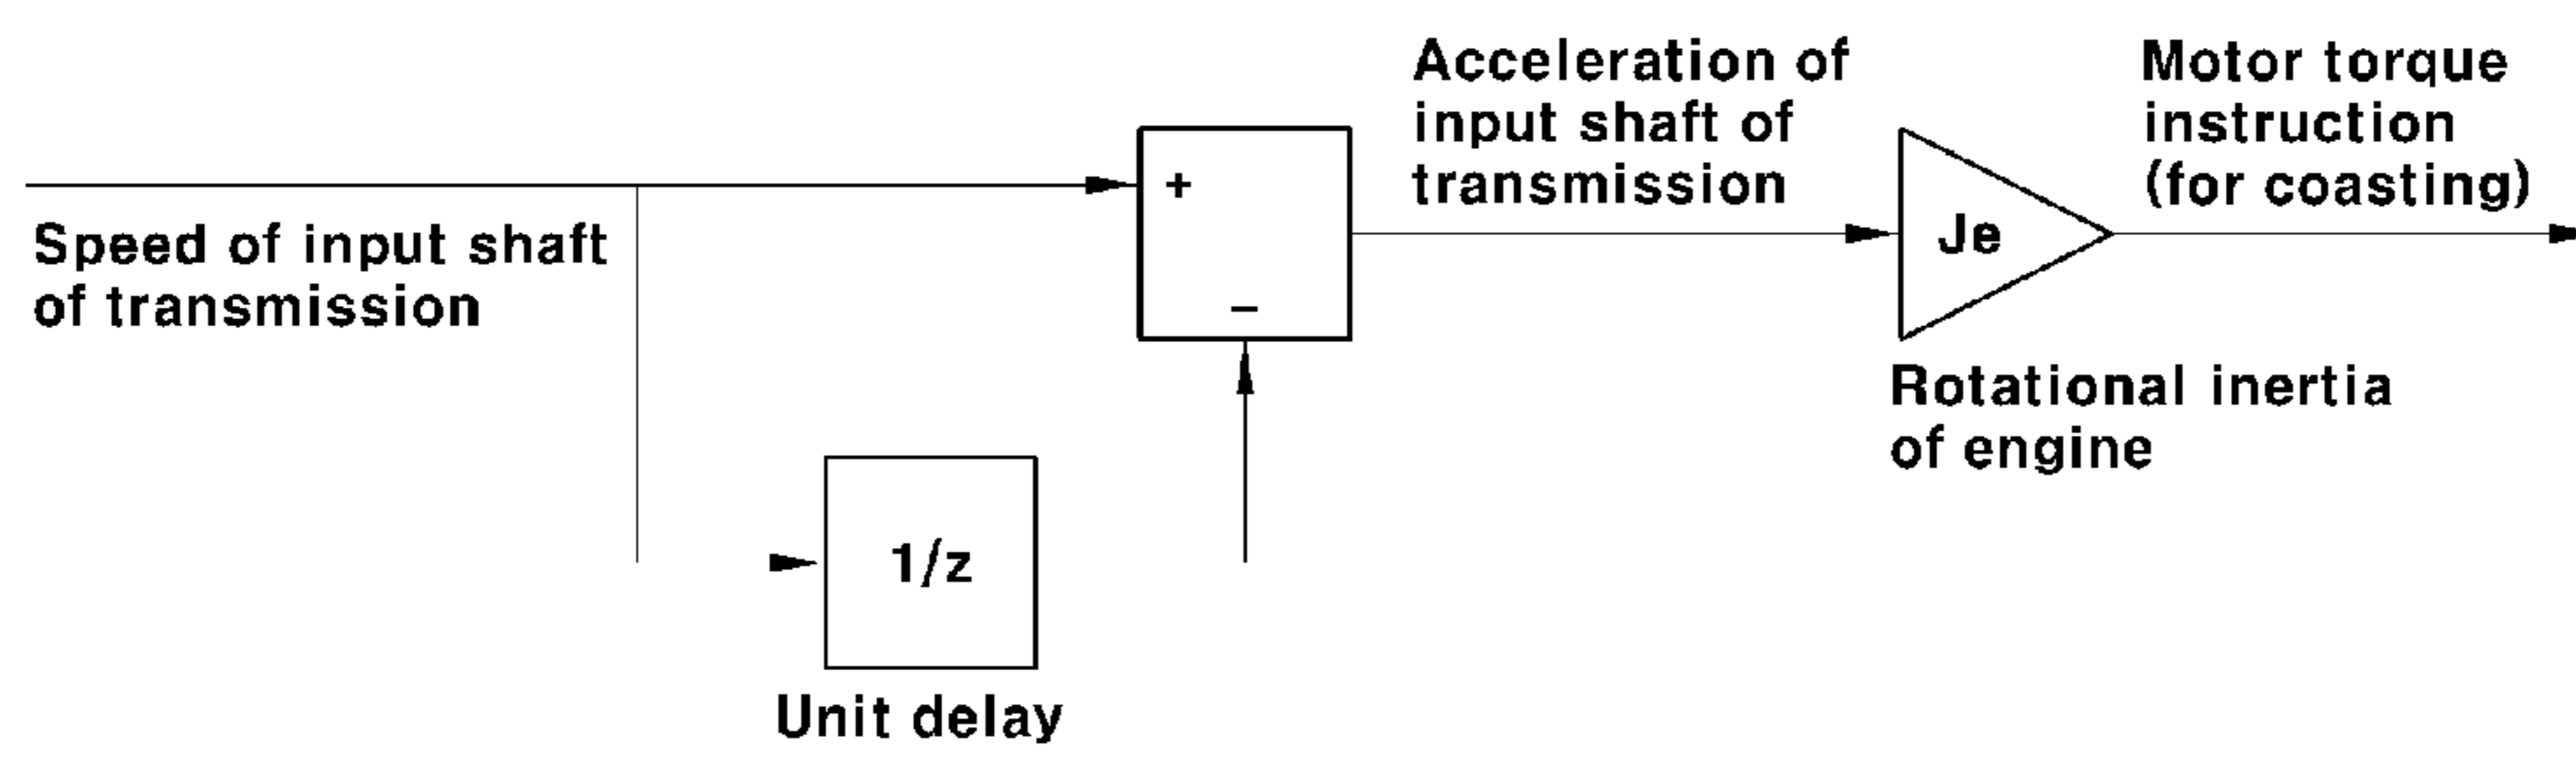 Speed of input shaft
of transmission
+
−
1/z
Unit delay
Acceleration of
input shaft of
transmission
Je
Rotational inertia
of engine
Motor torque
instruction
(for coasting)